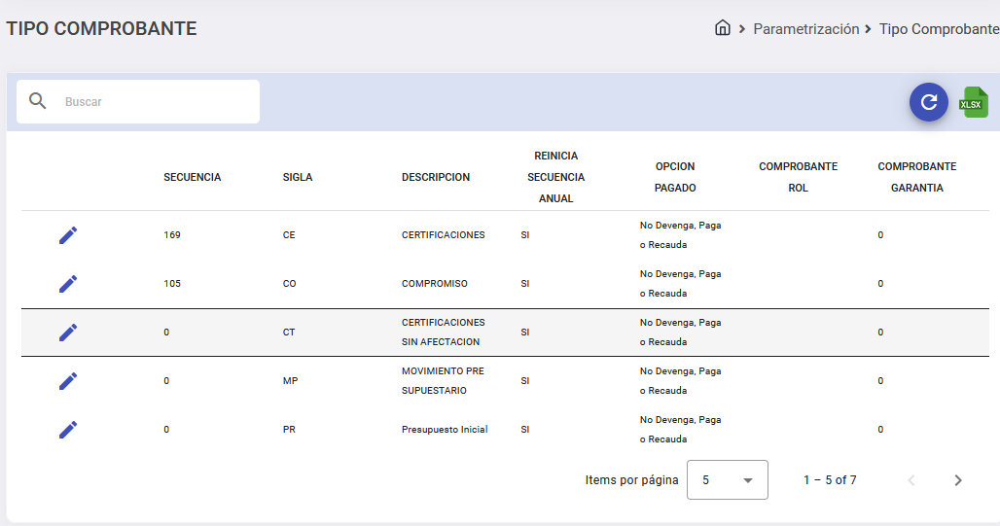 TIPO COMPROBANTE
Parametrización
Tipo Comprobante
Buscar
XLSX
SECUENCIA
SIGLA
DESCRIPCION
REINICIA
SECUENCIA
ANUAL
OPCION
PAGADO
COMPROBANTE
ROL
COMPROBANTE
GARANTIA
169
CE
CERTIFICACIONES
SI
No Devenga, Paga
o Recauda
0
105
CO
COMPROMISO
SI
No Devenga, Paga
o Recauda
0
0
CT
CERTIFICACIONES
SIN AFECTACION
SI
No Devenga, Paga
o Recauda
0
0
MP
MOVIMIENTO PRE
SUPUESTARIO
SI
No Devenga, Paga
o Recauda
0
0
PR
Presupuesto Inicial
SI
No Devenga, Paga
o Recauda
0
Items por página
5
1 – 5 of 7